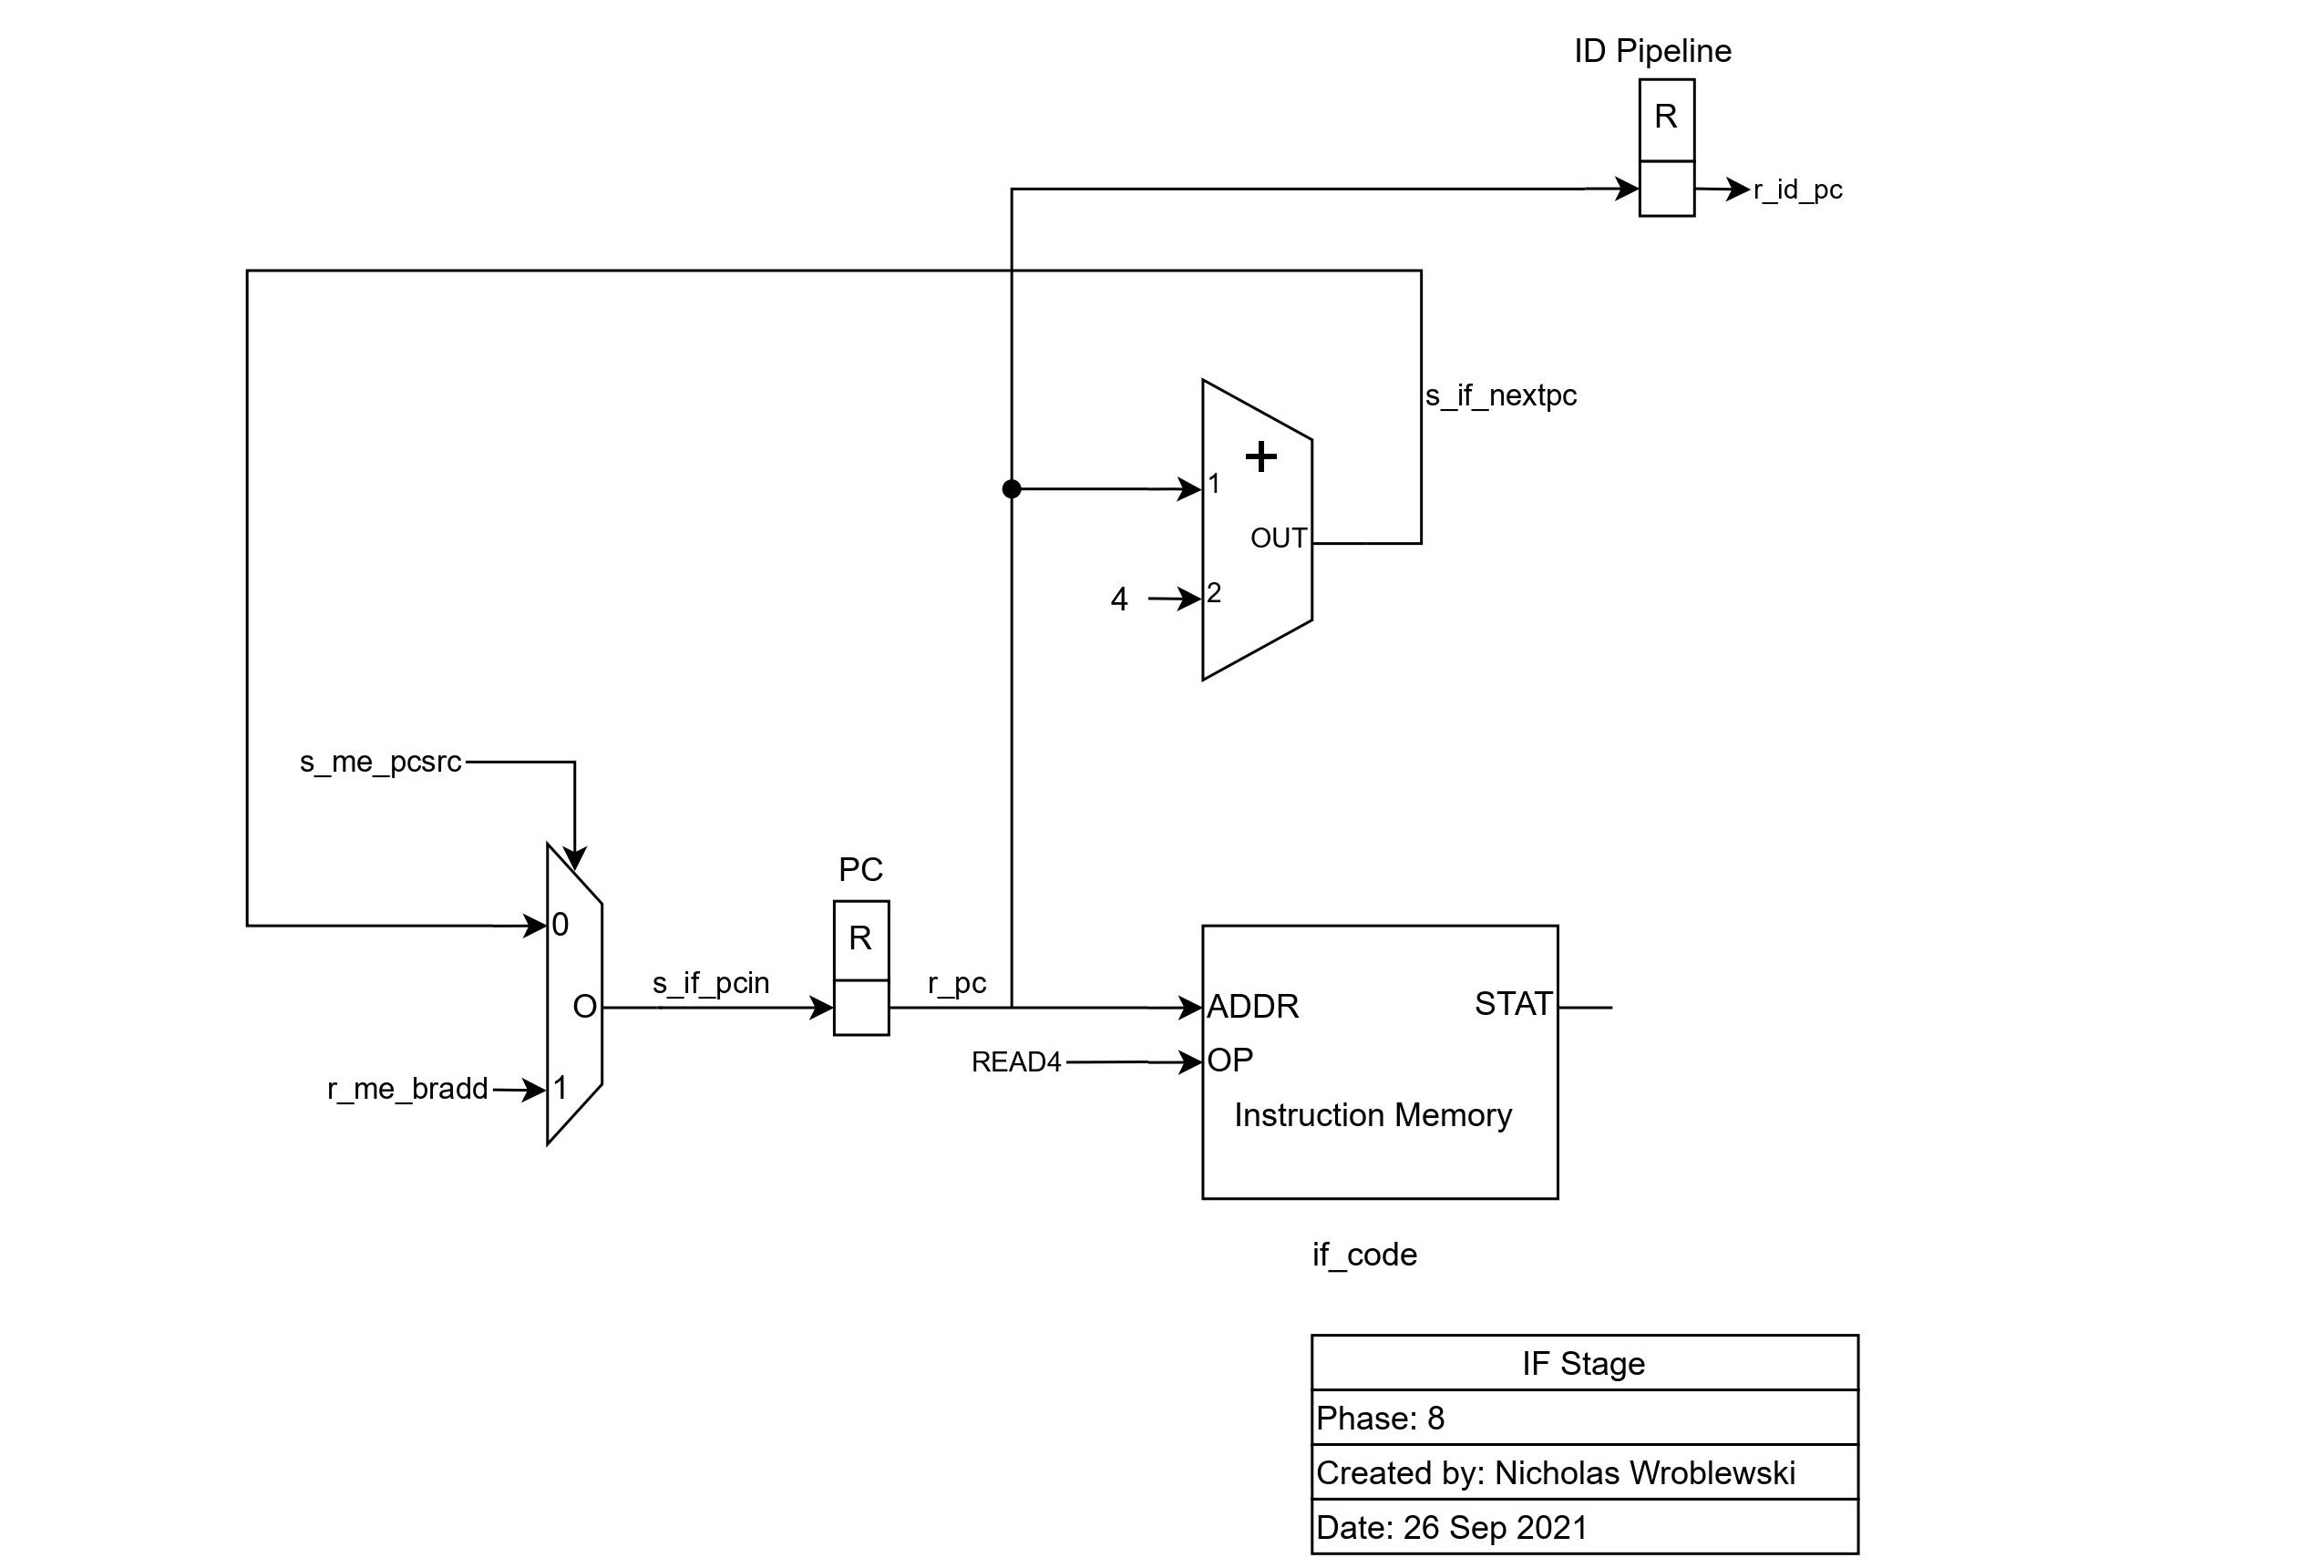 ID Pipeline
R
r_id_pc
s_if_nextpc
+
1
OUT
4
2
s_me_pcsrc
PC
0
R
s_if_pcin
r_pc
O
ADDR
STAT
READ4
OP
r_me_bradd
1
Instruction Memory
if_code
IF Stage
Phase: 8
Created by: Nicholas Wroblewski
Date: 26 Sep 2021